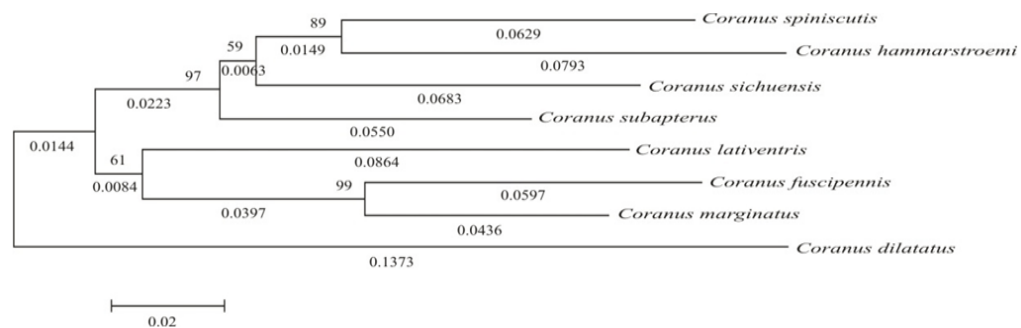 Coranus spiniscutis
89
0.0149
0.0629
Coranus hammarstroemi
59
0.0063
0.0793
Coranus sichuensis
97
0.0683
0.0223
Coranus subapterus
0.0550
0.0144
Coranus lativentris
61
0.0864
0.0084
Coranus fuscipennis
99
0.0597
0.0397
Coranus marginatus
0.0436
Coranus dilatatus
0.1373
0.02